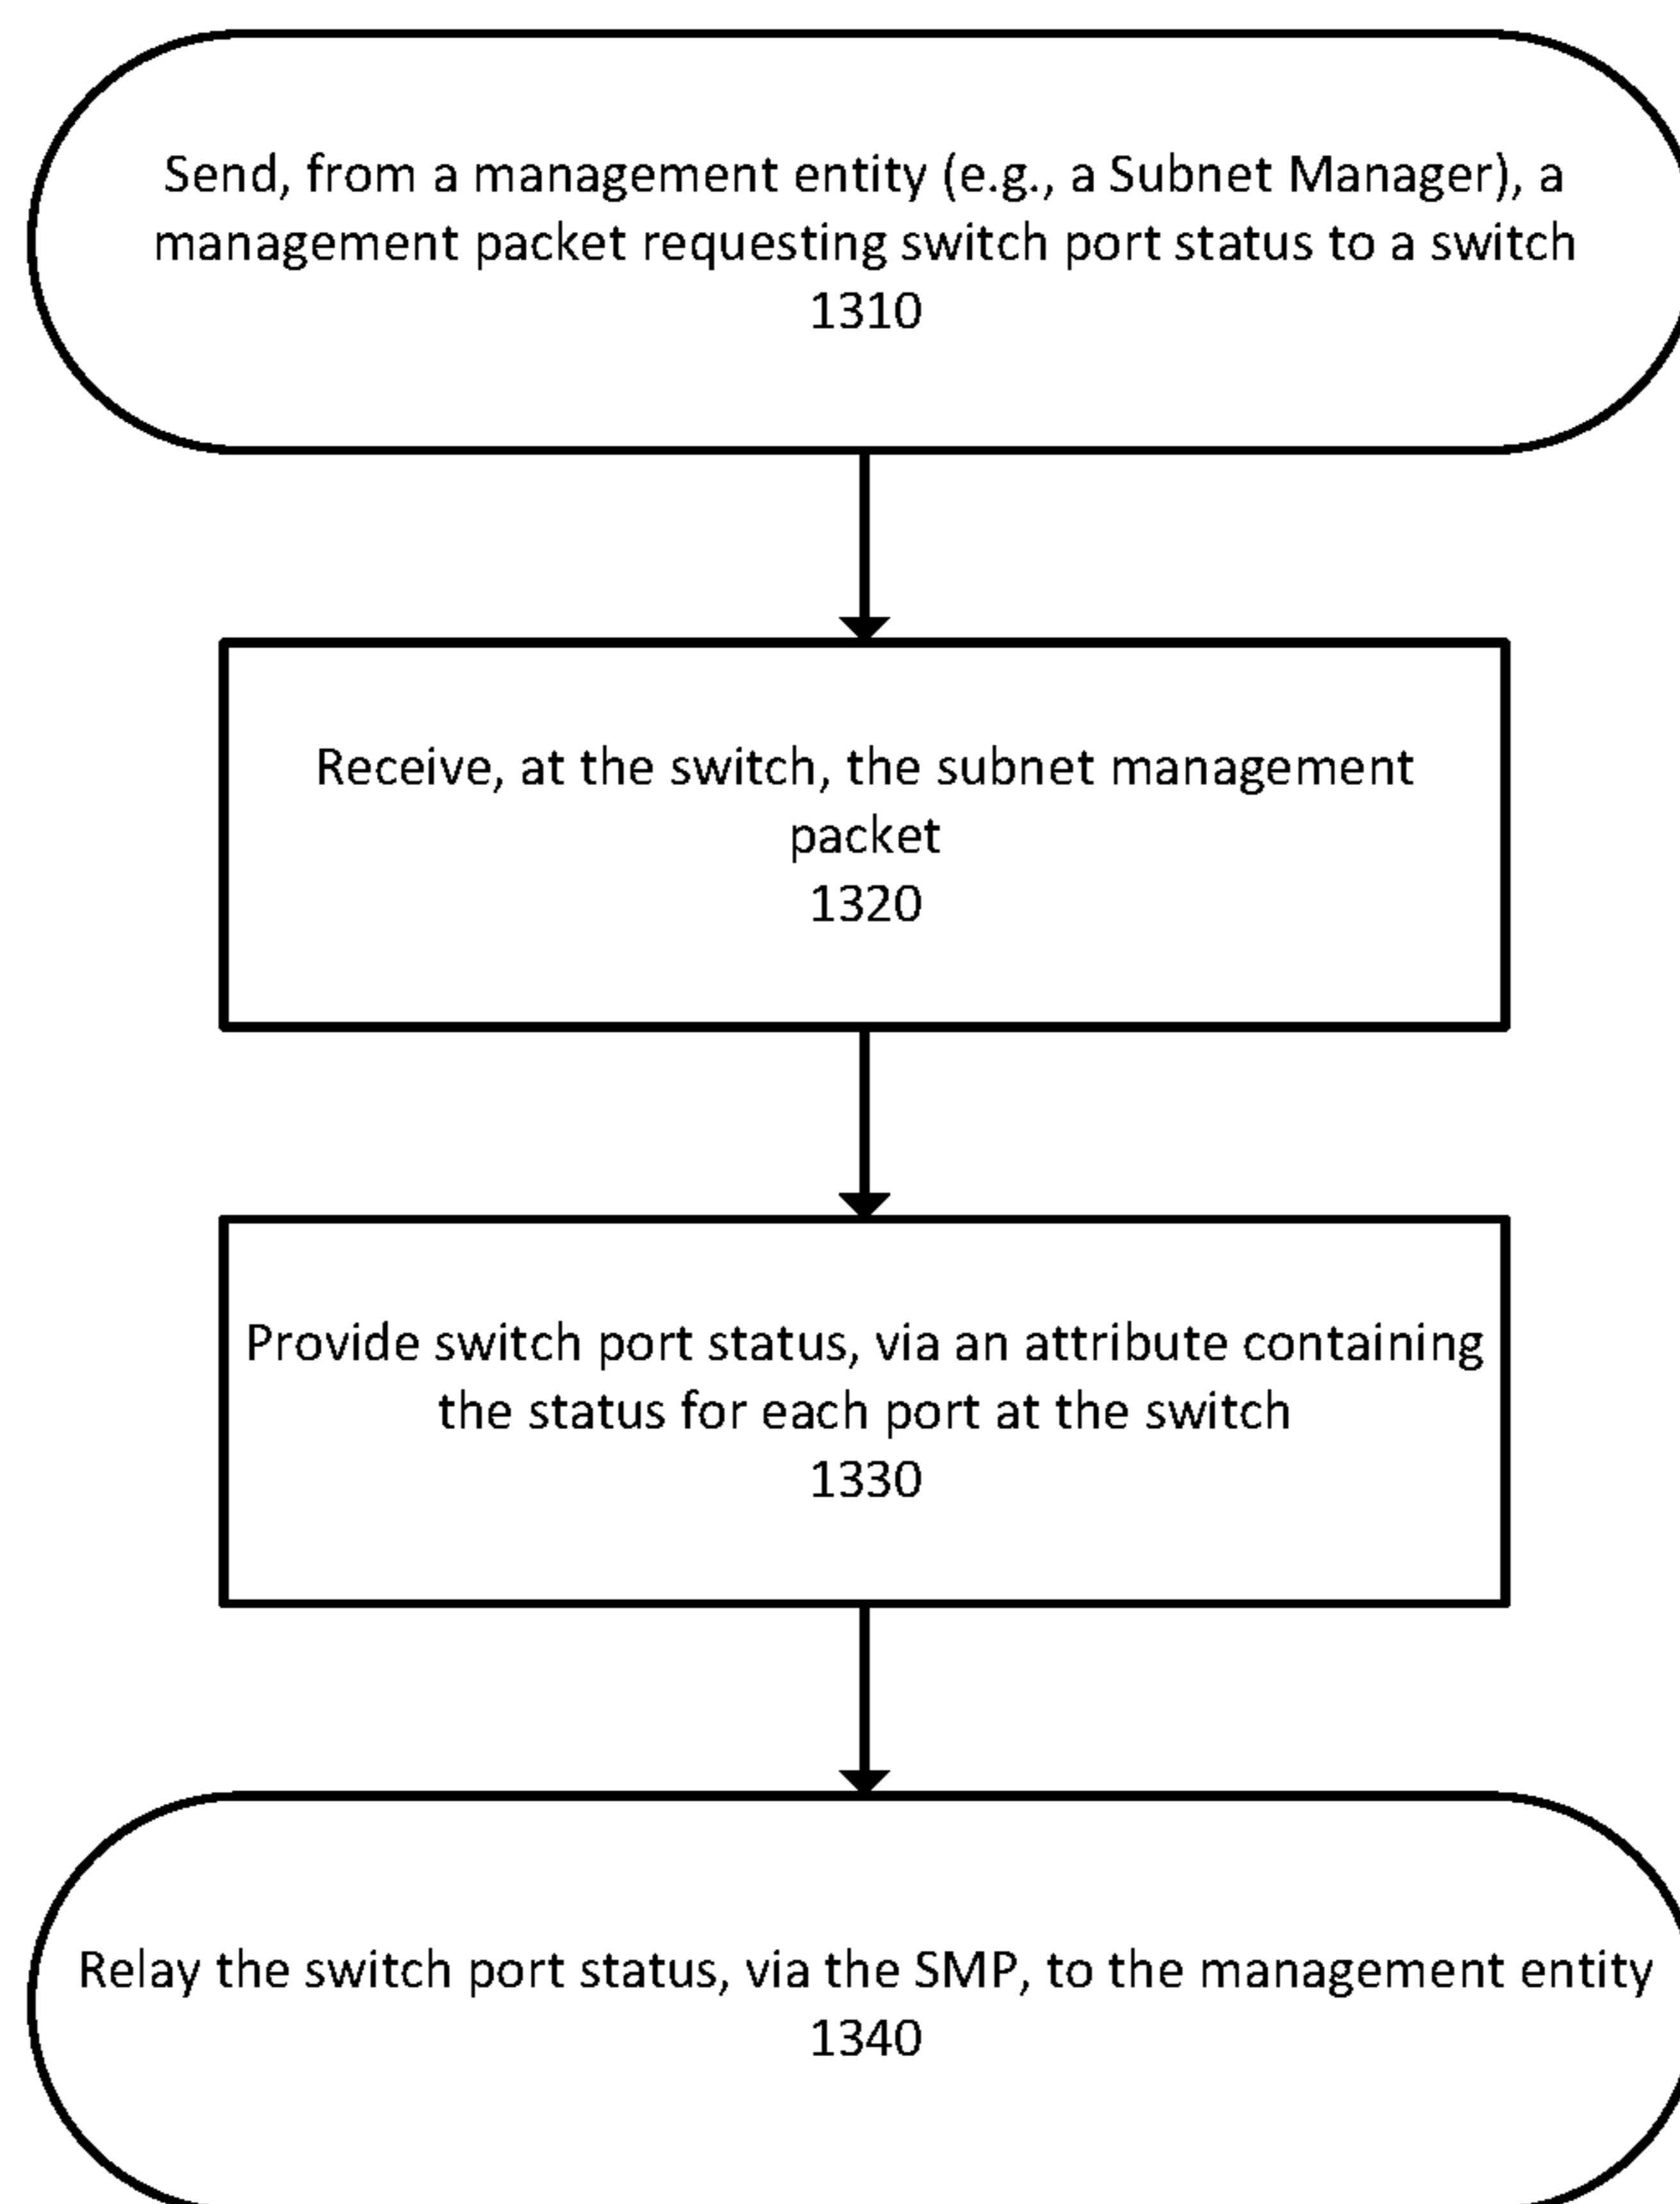 Send, from a management entity (e.g., a Subnet Manager), a
management packet requesting switch port status to a switch
1310
Receive, at the switch, the subnet management
packet
1320
Provide switch port status, via an attribute containing
the status for each port at the switch
1330
Relay the switch port status, via the SMP, to the management entity
1340